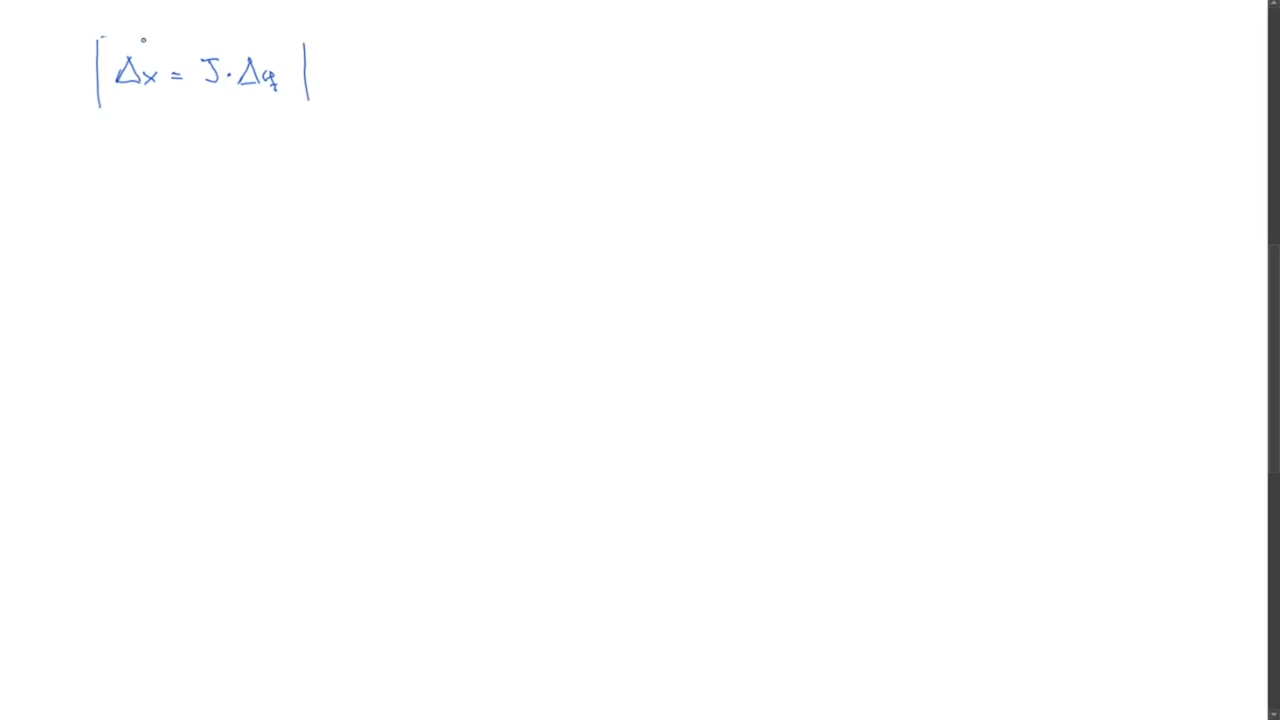 Δx = J · Δq